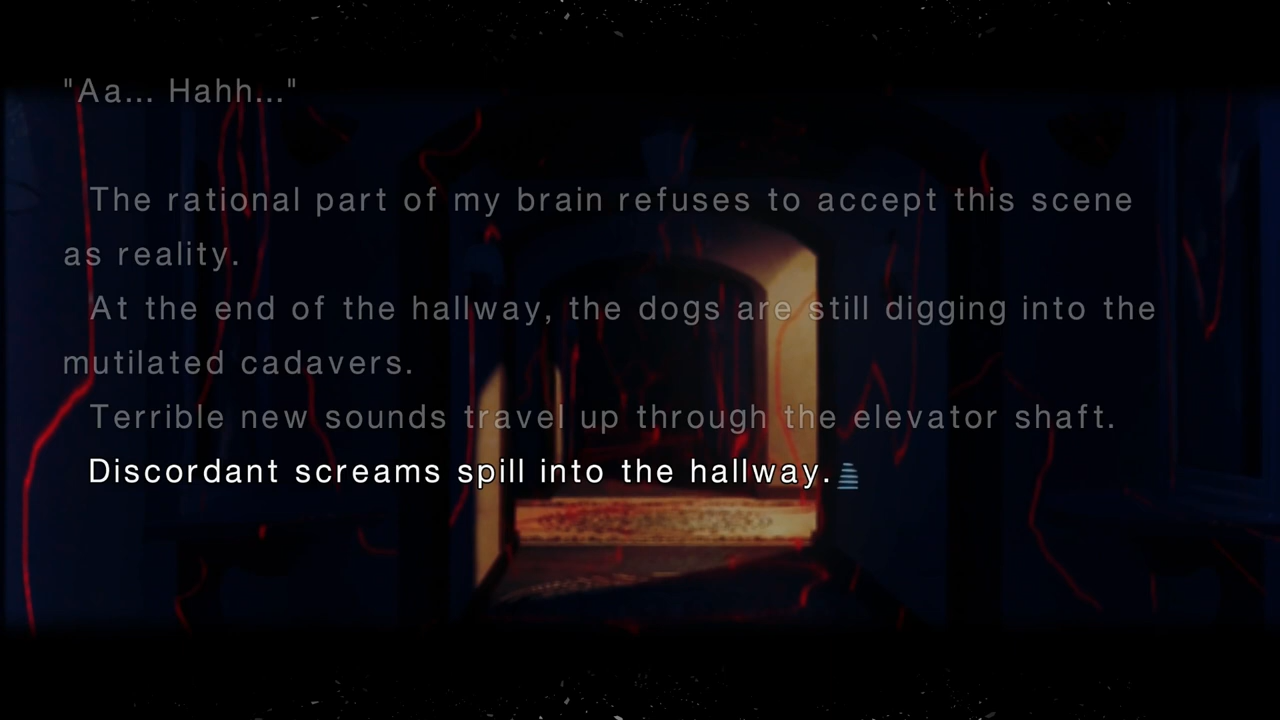 "Aa... Hahh..."
The rational part of my brain refuses to accept this scene
as reality.
At the end of the hallway, the dogs are still digging into the
mutilated cadavers.
Terrible new sounds travel up through the elevator shaft.
Discordant screams spill into the hallway.